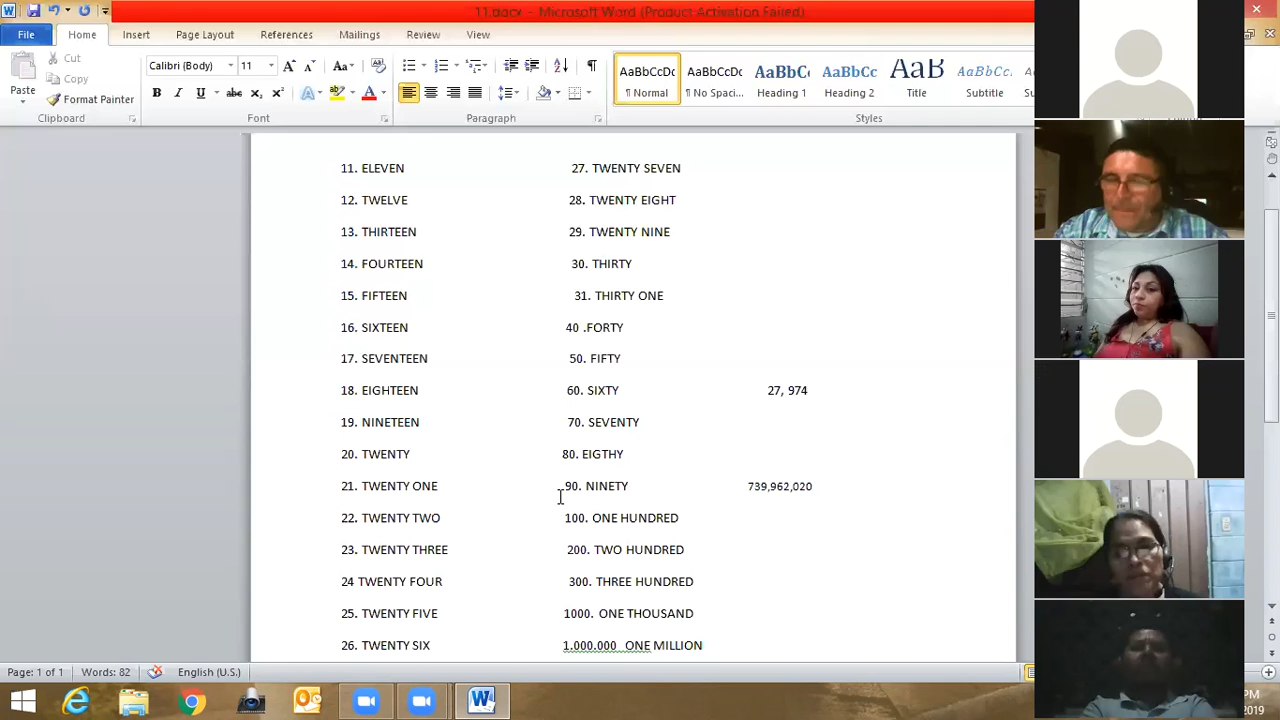 11.docx - Microsoft Word (Product Activation Failed)
File Home Insert Page Layout References Mailings Review View
Cut
Copy
Paste
Format Painter
Calibri (Body) 11
AaBbCcDc AaBbCcDc AaBbCc AaBbCc AaB AaBbCcDc
¶ Normal ¶ No Spaci... Heading 1 Heading 2 Title Subtitle
Clipboard Font Paragraph Styles
11. ELEVEN 27. TWENTY SEVEN
12. TWELVE 28. TWENTY EIGHT
13. THIRTEEN 29. TWENTY NINE
14. FOURTEEN 30. THIRTY
15. FIFTEEN 31. THIRTY ONE
16. SIXTEEN 40 .FORTY
17. SEVENTEEN 50. FIFTY
18. EIGHTEEN 60. SIXTY 27, 974
19. NINETEEN 70. SEVENTY
20. TWENTY 80. EIGTHY
21. TWENTY ONE 90. NINETY 739,962,020
22. TWENTY TWO 100. ONE HUNDRED
23. TWENTY THREE 200. TWO HUNDRED
24 TWENTY FOUR 300. THREE HUNDRED
25. TWENTY FIVE 1000. ONE THOUSAND
26. TWENTY SIX 1.000.000 ONE MILLION
Page: 1 of 1 Words: 82 English (U.S.)
PM
2019